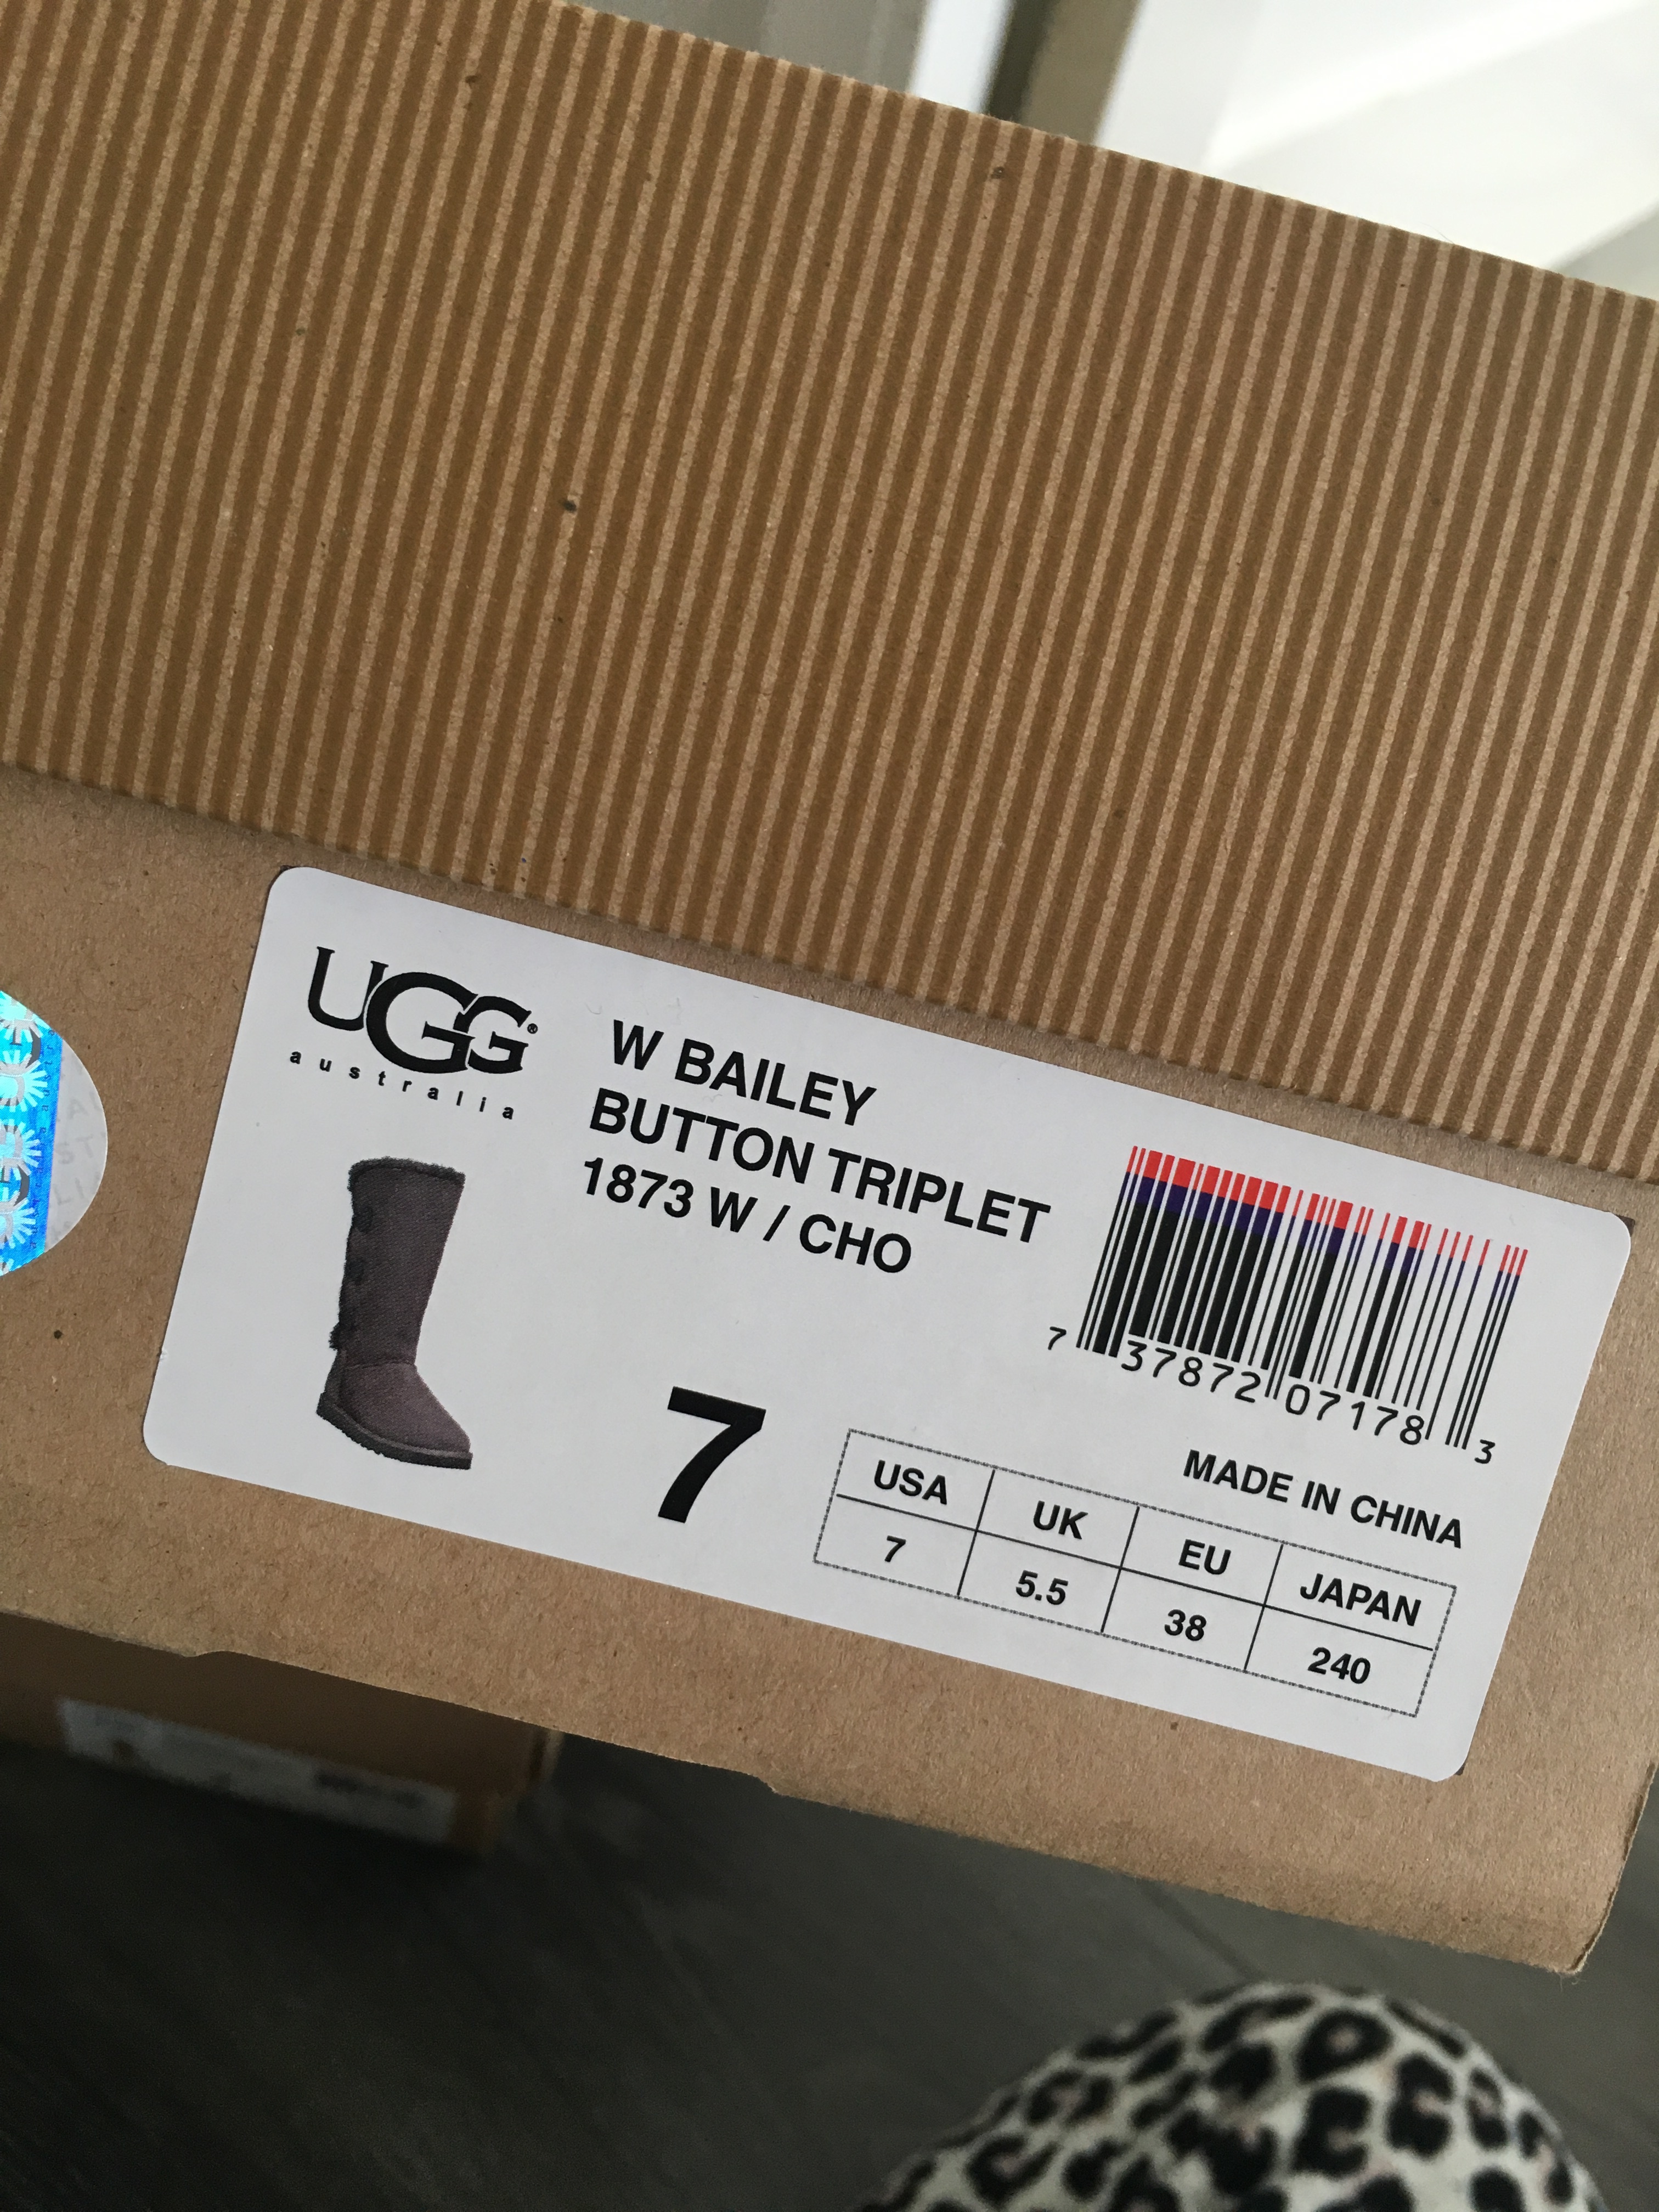 UGG®
australia
W BAILEY
BUTTON TRIPLET
1873 W / CHO
7 37872 07178 3
MADE IN CHINA
7
USA UK EU JAPAN
7 5.5 38 240